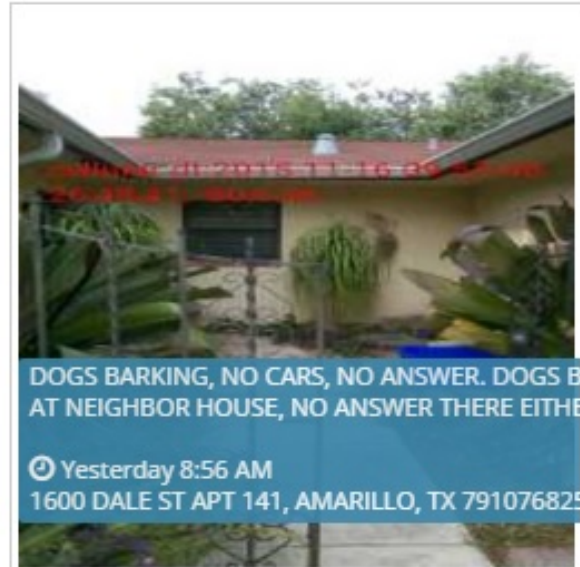 DOGS BARKING, NO CARS, NO ANSWER. DOGS B
AT NEIGHBOR HOUSE, NO ANSWER THERE EITHE
Yesterday 8:56 AM
1600 DALE ST APT 141, AMARILLO, TX 791076825